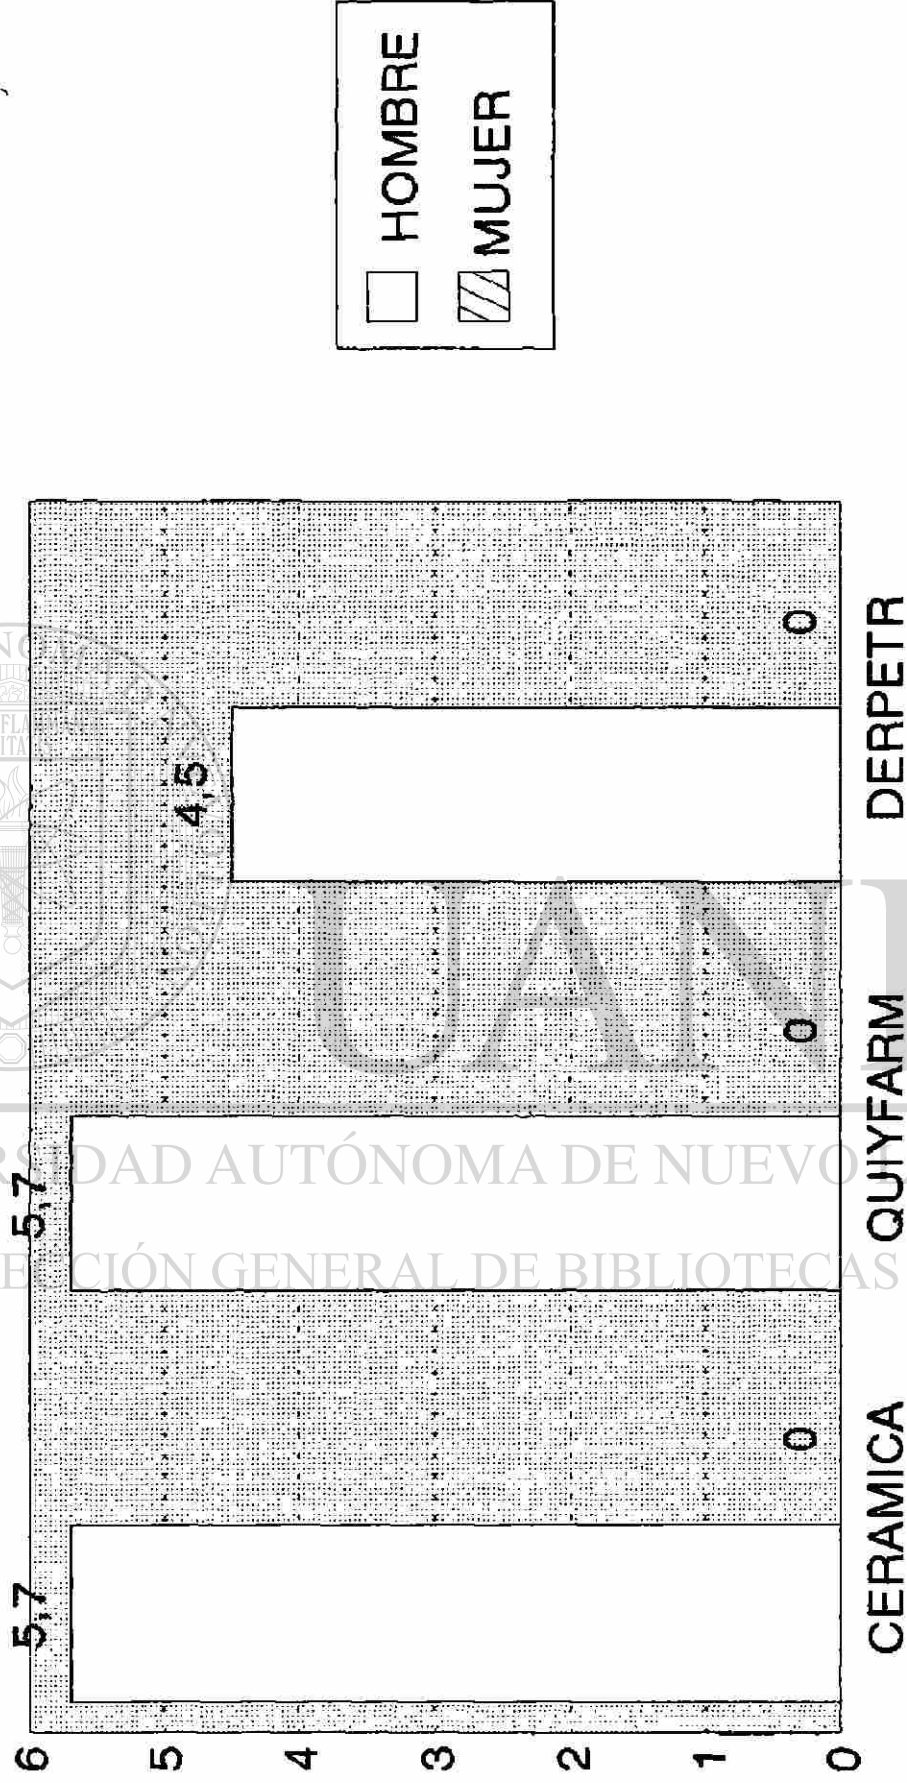 6
5
4
3
2
1
0
5,7
0
5,7
0
4,5
0
CERAMICA
QUIYFARM
DERPETR
HOMBRE
MUJER
UAN
DAD AUTÓNOMA DE NUEVO
CIÓN GENERAL DE BIBLIOTECAS